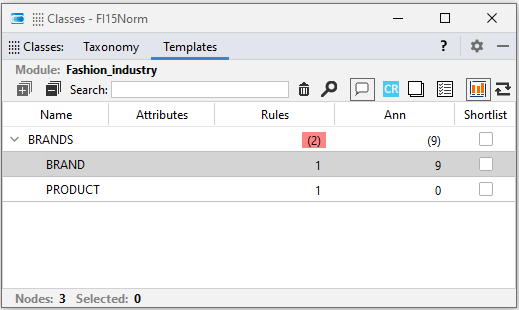 Classes - FI15Norm
Classes: Taxonomy Templates ?
Module: Fashion_industry
Search: CR
Name Attributes Rules Ann Shortlist
BRANDS (2) (9)
BRAND 1 9
PRODUCT 1 0
Nodes: 3 Selected: 0